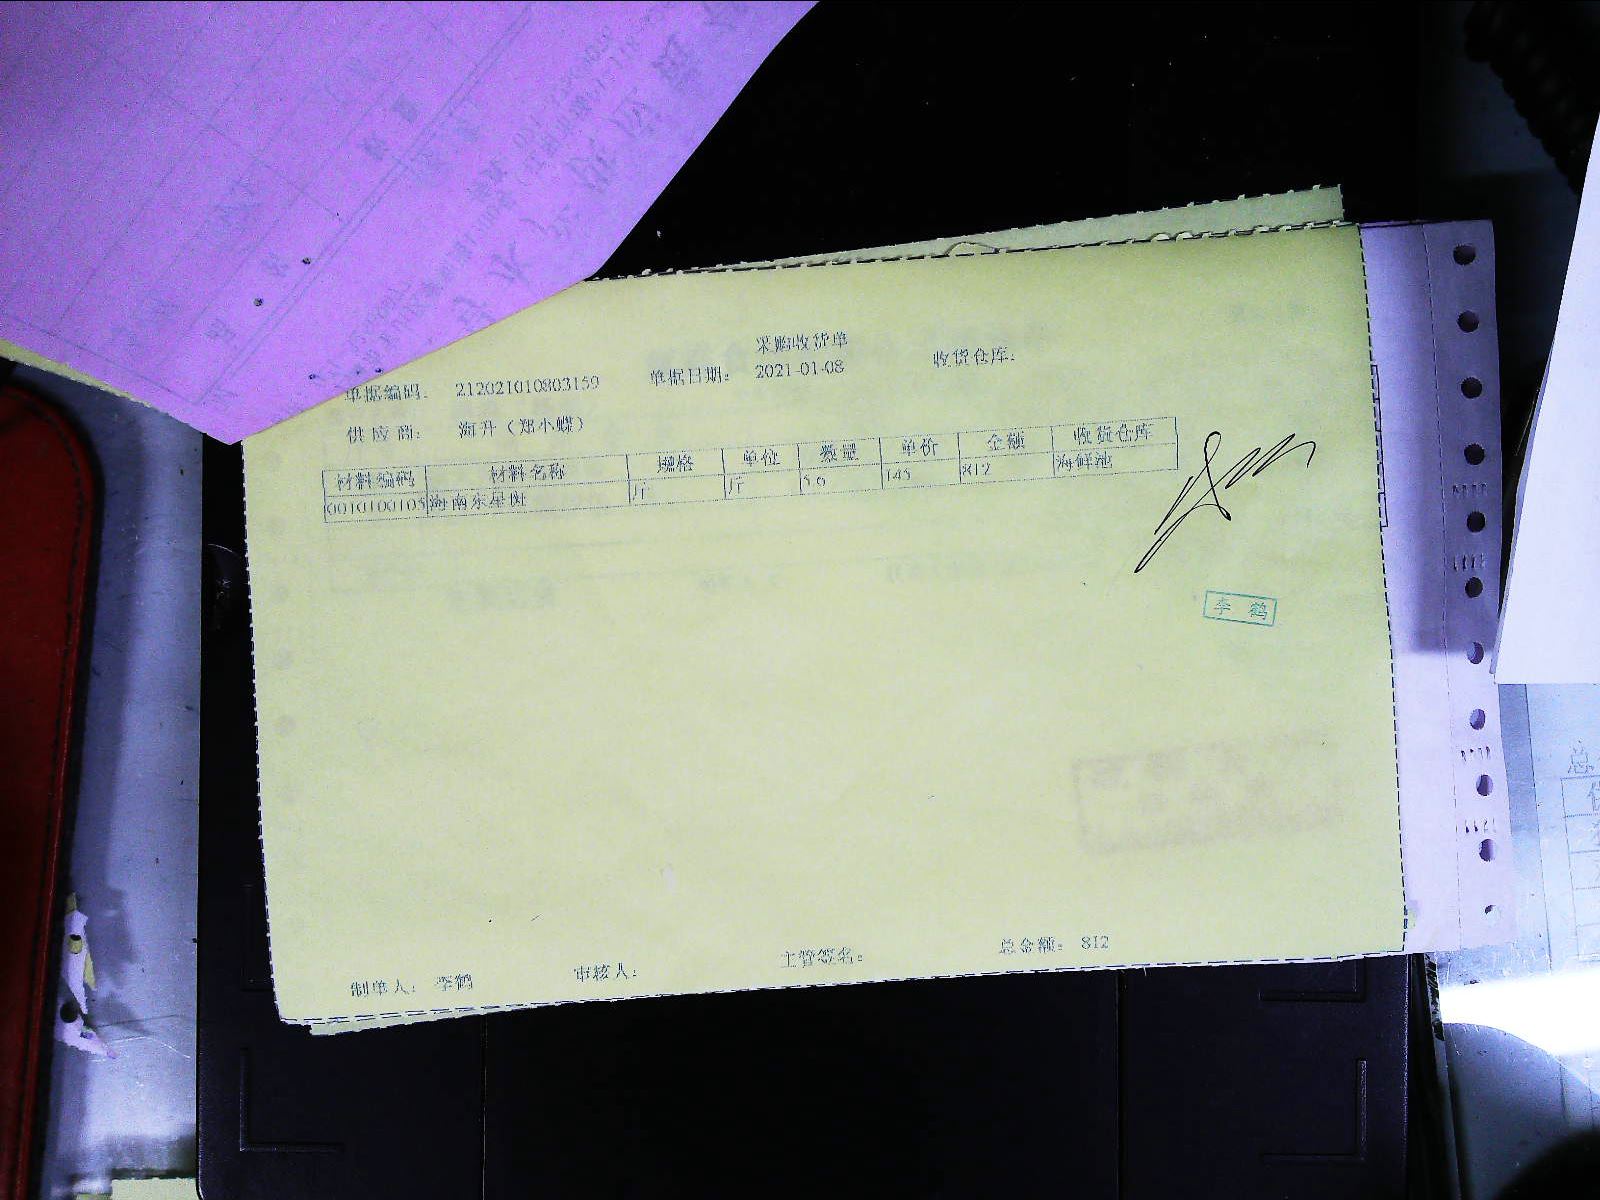 采购收货单
单据编码： 212021010803159 单据日期： 2021-01-08 收货仓库：
供应商： 海升（郑小蝶）
材料编码 材料名称 规格 单位 数量 单价 金额 收货仓库
0010100105 海南东星斑 斤 斤 5.6 145 812 海鲜池
李鹤
制单人： 李鹤 审核人： 主管签名： 总金额： 812